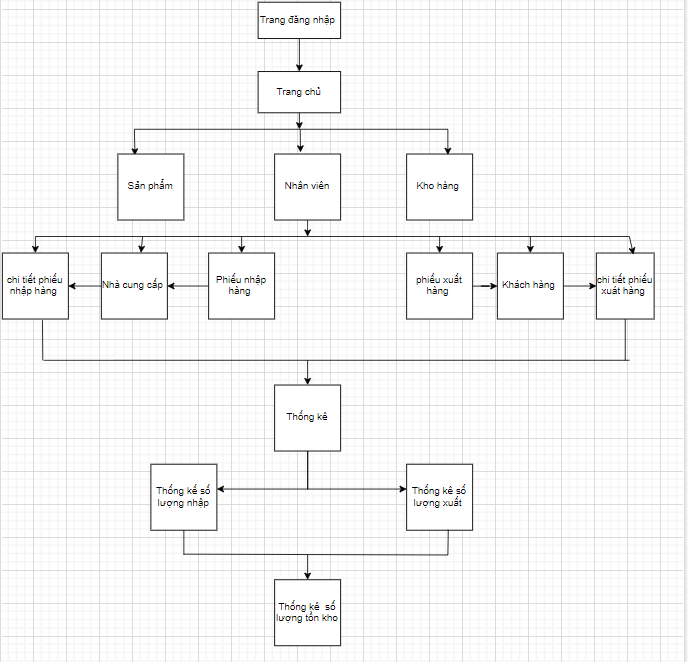 Trang đăng nhập
Trang chủ
Sản phẩm
Nhân viên
Kho hàng
chi tiết phiếu
nhập hàng
Nhà cung cấp
Phiếu nhập
hàng
phiếu xuất
hàng
Khách hàng
chi tiết phiếu
xuất hàng
Thống kê
Thống kế số
lượng nhập
Thống kê số
lượng xuất
Thống kê số
lượng tồn kho